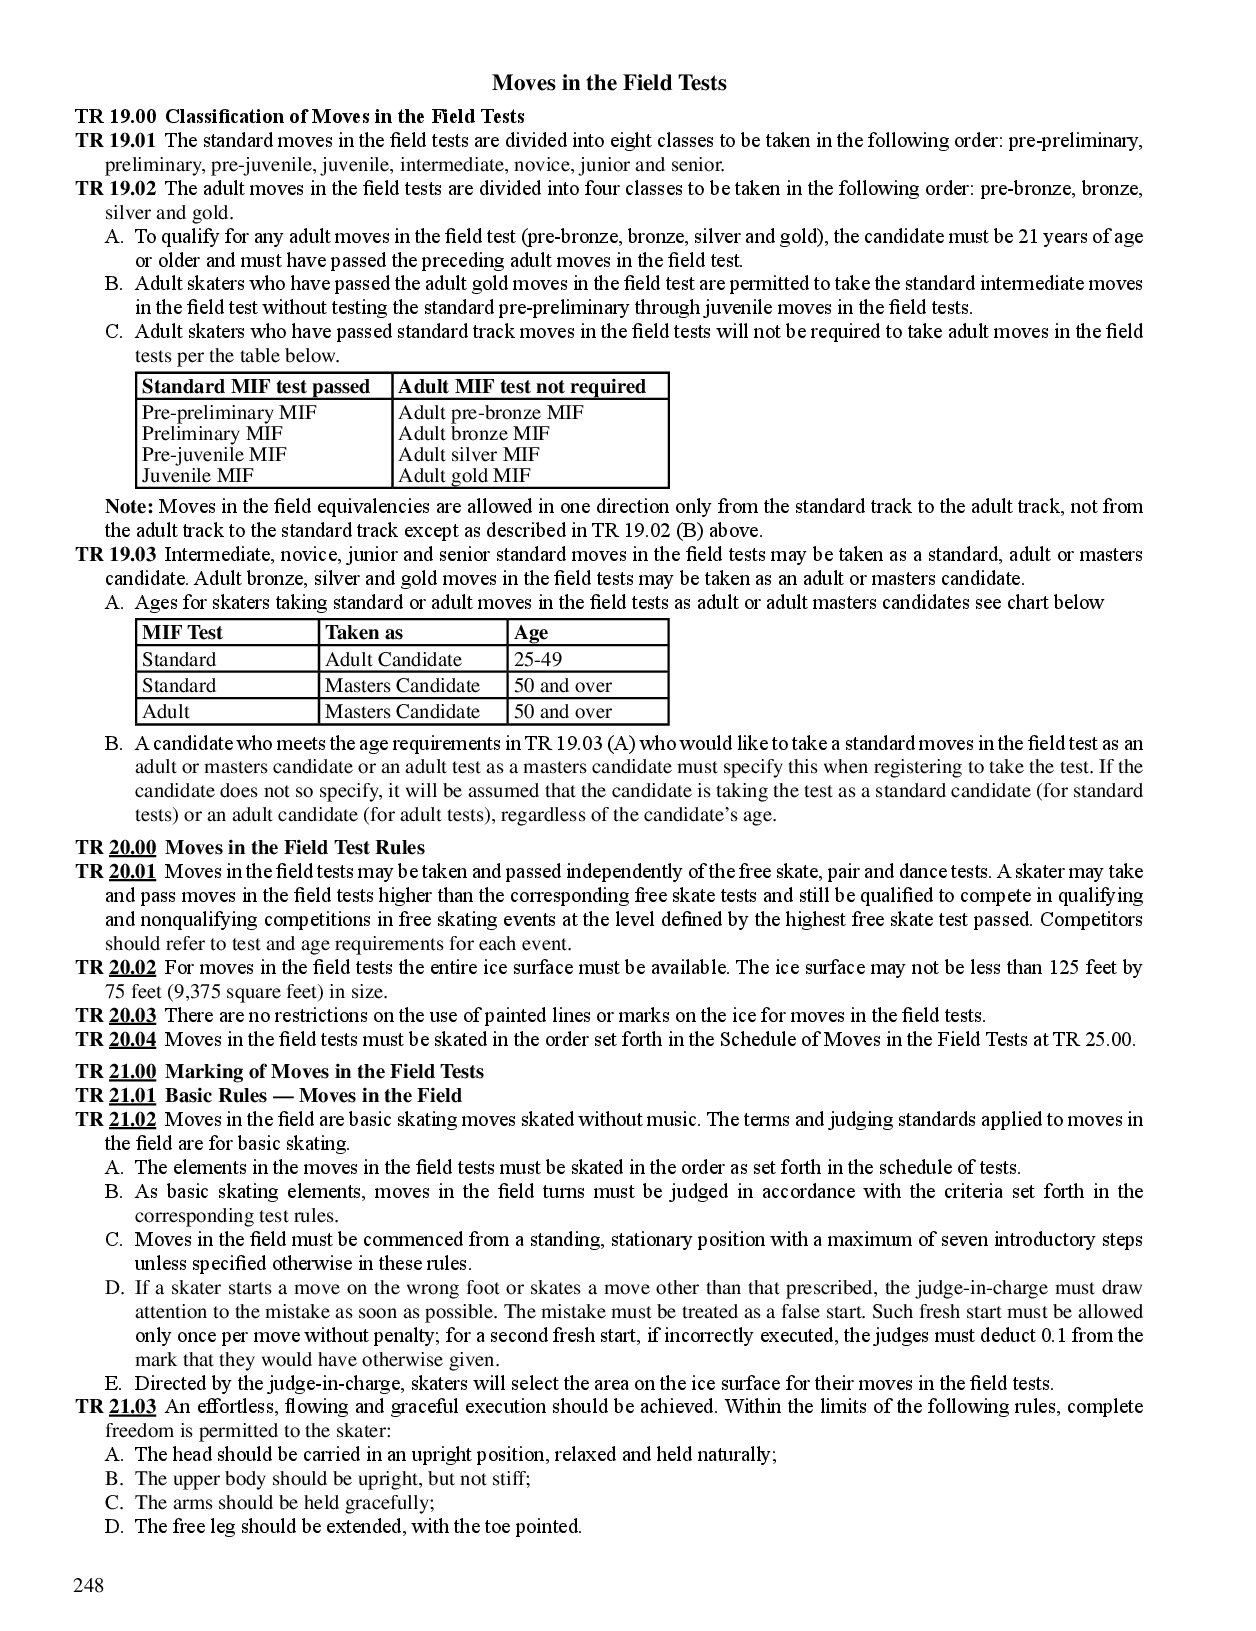 Moves in the Field Tests
TR 19.00 Classification of Moves in the Field Tests
TR 19.01 The standard moves in the field tests are divided into eight classes to be taken in the following order: pre-preliminary,
preliminary, pre-juvenile, juvenile, intermediate, novice, junior and senior.
TR 19.02 The adult moves in the field tests are divided into four classes to be taken in the following order: pre-bronze, bronze,
silver and gold.
A. To qualify for any adult moves in the field test (pre-bronze, bronze, silver and gold), the candidate must be 21 years of age
or older and must have passed the preceding adult moves in the field test.
B. Adult skaters who have passed the adult gold moves in the field test are permitted to take the standard intermediate moves
in the field test without testing the standard pre-preliminary through juvenile moves in the field tests.
C. Adult skaters who have passed standard track moves in the field tests will not be required to take adult moves in the field
tests per the table below.
Standard MIF test passed Adult MIF test not required
Pre-preliminary MIF Adult pre-bronze MIF
Preliminary MIF Adult bronze MIF
Pre-juvenile MIF Adult silver MIF
Juvenile MIF Adult gold MIF
Note: Moves in the field equivalencies are allowed in one direction only from the standard track to the adult track, not from
the adult track to the standard track except as described in TR 19.02 (B) above.
TR 19.03 Intermediate, novice, junior and senior standard moves in the field tests may be taken as a standard, adult or masters
candidate. Adult bronze, silver and gold moves in the field tests may be taken as an adult or masters candidate.
A. Ages for skaters taking standard or adult moves in the field tests as adult or adult masters candidates see chart below
MIF Test Taken as Age
Standard Adult Candidate 25-49
Standard Masters Candidate 50 and over
Adult Masters Candidate 50 and over
B. A candidate who meets the age requirements in TR 19.03 (A) who would like to take a standard moves in the field test as an
adult or masters candidate or an adult test as a masters candidate must specify this when registering to take the test. If the
candidate does not so specify, it will be assumed that the candidate is taking the test as a standard candidate (for standard
tests) or an adult candidate (for adult tests), regardless of the candidate's age.
TR 20.00 Moves in the Field Test Rules
TR 20.01 Moves in the field tests may be taken and passed independently of the free skate, pair and dance tests. A skater may take
and pass moves in the field tests higher than the corresponding free skate tests and still be qualified to compete in qualifying
and nonqualifying competitions in free skating events at the level defined by the highest free skate test passed. Competitors
should refer to test and age requirements for each event.
TR 20.02 For moves in the field tests the entire ice surface must be available. The ice surface may not be less than 125 feet by
75 feet (9,375 square feet) in size.
TR 20.03 There are no restrictions on the use of painted lines or marks on the ice for moves in the field tests.
TR 20.04 Moves in the field tests must be skated in the order set forth in the Schedule of Moves in the Field Tests at TR 25.00.
TR 21.00 Marking of Moves in the Field Tests
TR 21.01 Basic Rules — Moves in the Field
TR 21.02 Moves in the field are basic skating moves skated without music. The terms and judging standards applied to moves in
the field are for basic skating.
A. The elements in the moves in the field tests must be skated in the order as set forth in the schedule of tests.
B. As basic skating elements, moves in the field turns must be judged in accordance with the criteria set forth in the
corresponding test rules.
C. Moves in the field must be commenced from a standing, stationary position with a maximum of seven introductory steps
unless specified otherwise in these rules.
D. If a skater starts a move on the wrong foot or skates a move other than that prescribed, the judge-in-charge must draw
attention to the mistake as soon as possible. The mistake must be treated as a false start. Such fresh start must be allowed
only once per move without penalty; for a second fresh start, if incorrectly executed, the judges must deduct 0.1 from the
mark that they would have otherwise given.
E. Directed by the judge-in-charge, skaters will select the area on the ice surface for their moves in the field tests.
TR 21.03 An effortless, flowing and graceful execution should be achieved. Within the limits of the following rules, complete
freedom is permitted to the skater:
A. The head should be carried in an upright position, relaxed and held naturally;
B. The upper body should be upright, but not stiff;
C. The arms should be held gracefully;
D. The free leg should be extended, with the toe pointed.
248